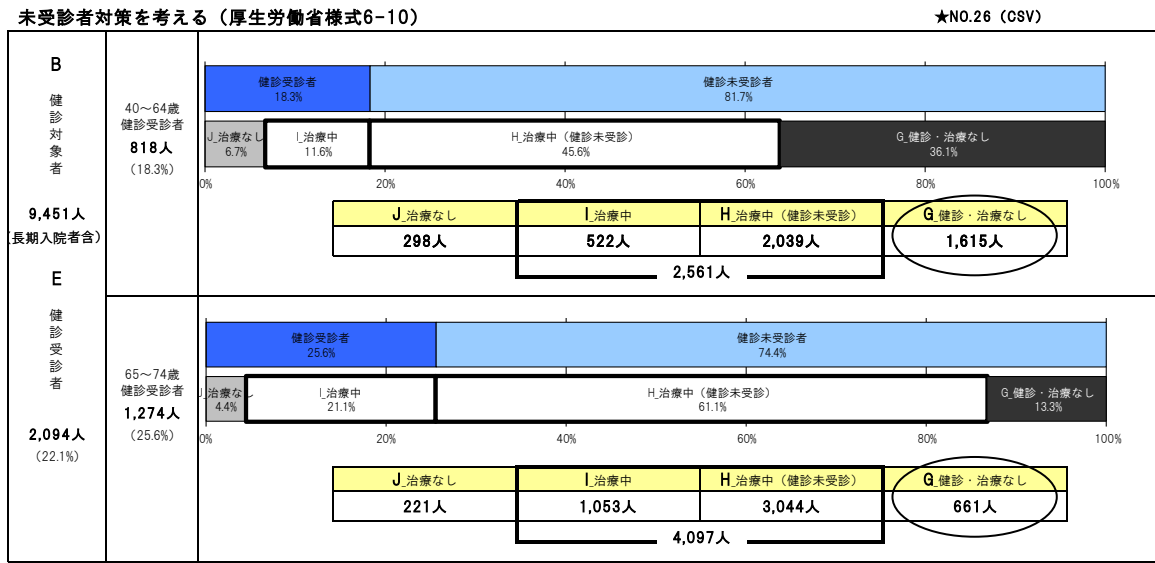 未受診者対策を考える（厚生労働省様式6-10）
★NO.26（CSV）
B
健診対象者
9,451人
（長期入院者含）
E
健診受診者
2,094人
(22.1%)
40～64歳
健診受診者
818人
(18.3%)
健診受診者
18.3%
健診未受診者
81.7%
J_治療なし
6.7%
I_治療中
11.6%
H_治療中（健診未受診）
45.6%
G_健診・治療なし
36.1%
0% 20% 40% 60% 80% 100%
J_治療なし I_治療中 H_治療中（健診未受診） G_健診・治療なし
298人 522人 2,039人 1,615人
2,561人
65～74歳
健診受診者
1,274人
(25.6%)
健診受診者
25.6%
健診未受診者
74.4%
J_治療なし
4.4%
I_治療中
21.1%
H_治療中（健診未受診）
61.1%
G_健診・治療なし
13.3%
0% 20% 40% 60% 80% 100%
J_治療なし I_治療中 H_治療中（健診未受診） G_健診・治療なし
221人 1,053人 3,044人 661人
4,097人